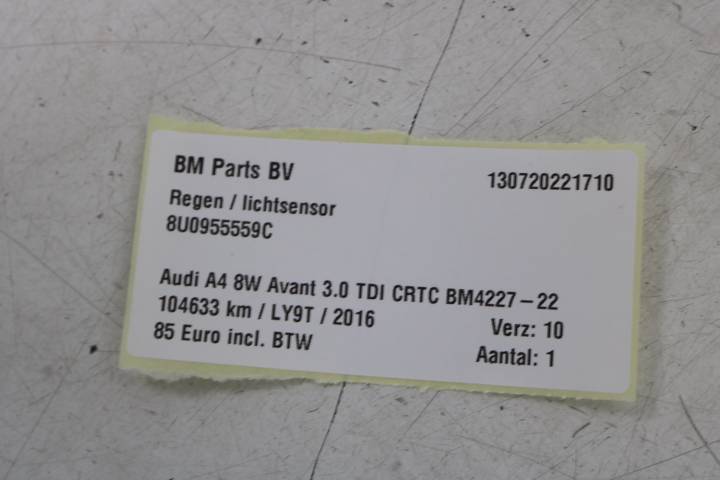 BM Parts BV 130720221710
Regen / lichtsensor
8U0955559C
Audi A4 8W Avant 3.0 TDI CRTC BM4227-22
104633 km / LY9T / 2016 Verz: 10
85 Euro incl. BTW Aantal: 1